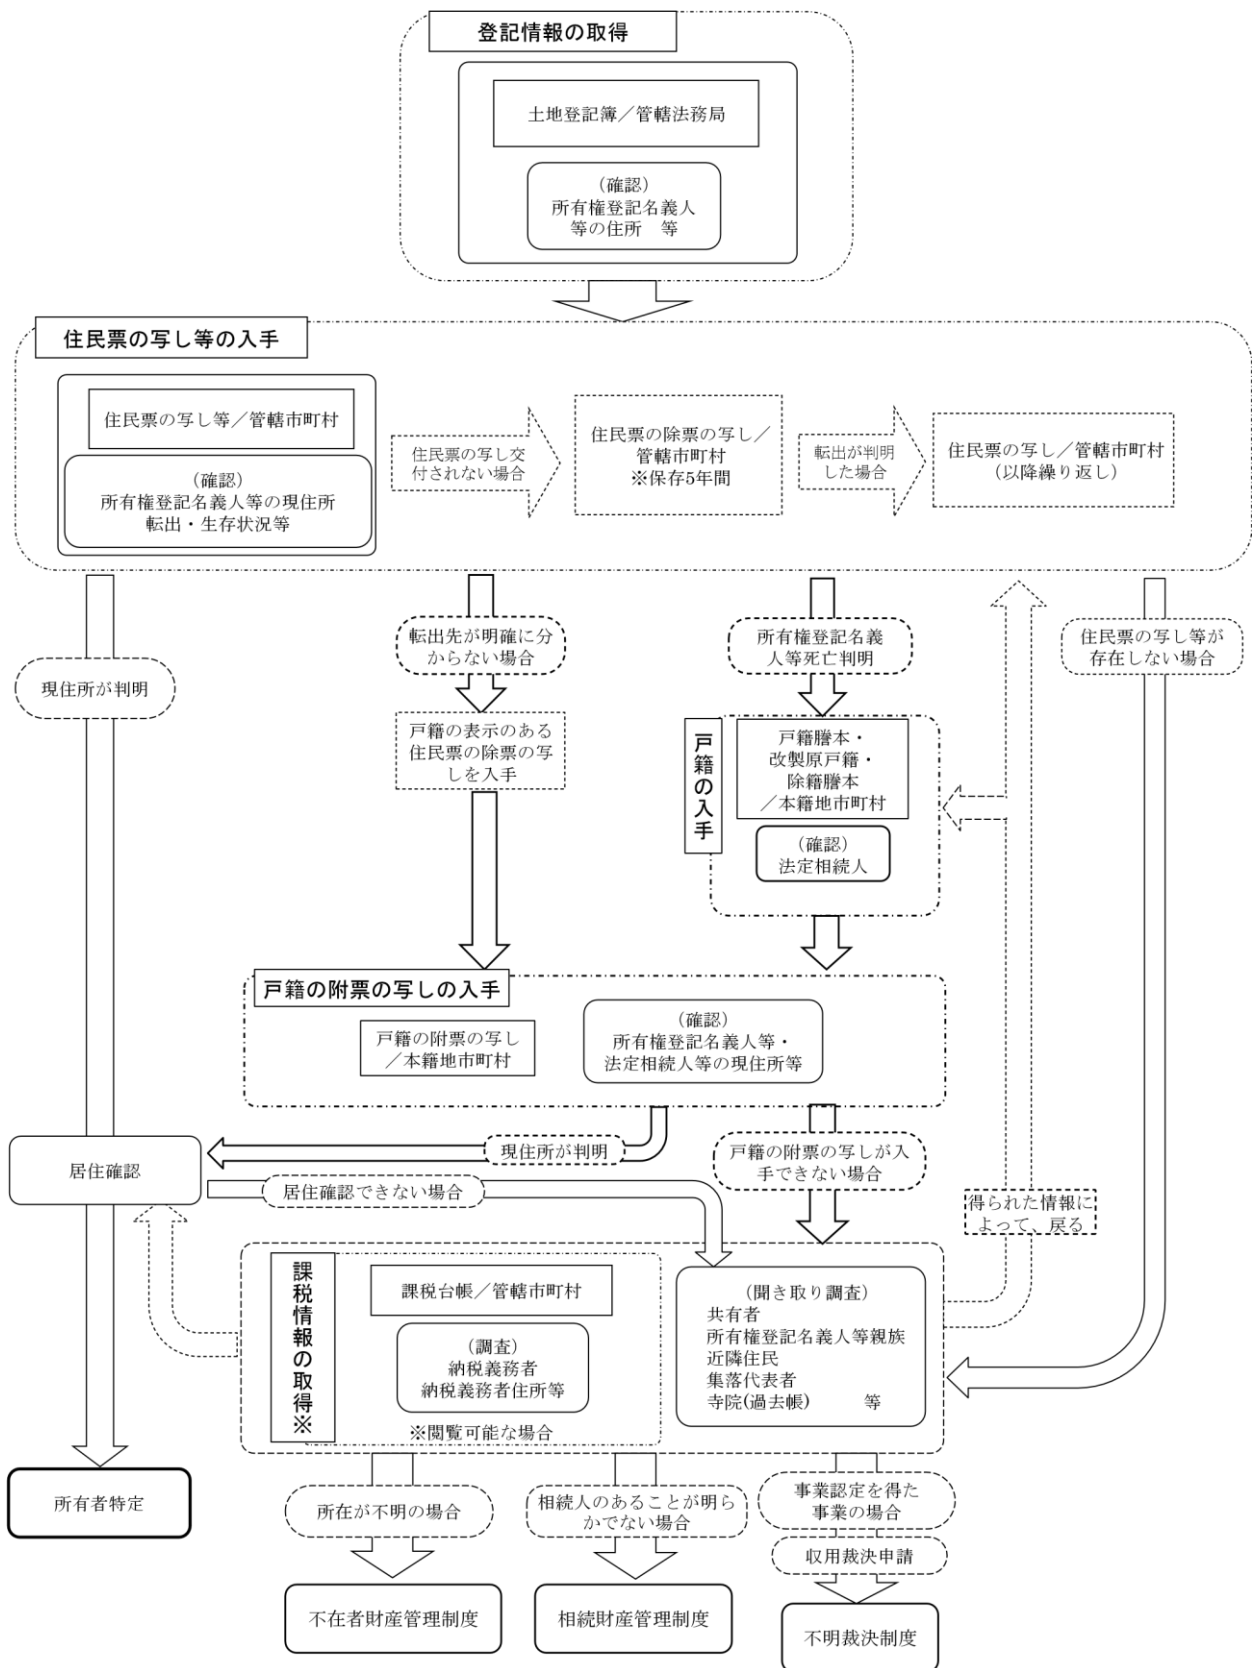 登記情報の取得
土地登記簿／管轄法務局
（確認）
所有権登記名義人
等の住所　等
住民票の写し等の入手
住民票の写し等／管轄市町村
（確認）
所有権登記名義人等の現住所
転出・生存状況等
住民票の写し交
付されない場合
住民票の除票の写し／
管轄市町村
※保存5年間
転出が判明
した場合
住民票の写し／管轄市町村
（以降繰り返し）
現住所が判明
転出先が明確に分
からない場合
所有権登記名義
人等死亡判明
住民票の写し等が
存在しない場合
戸籍の表示のある
住民票の除票の写
しを入手
戸籍の入手
戸籍謄本・
改製原戸籍・
除籍謄本
／本籍地市町村
（確認）
法定相続人
戸籍の附票の写しの入手
戸籍の附票の写し
／本籍地市町村
（確認）
所有権登記名義人等・
法定相続人等の現住所等
現住所が判明
戸籍の附票の写しが入
手できない場合
居住確認
居住確認できない場合
得られた情報に
よって、戻る
課税情報の取得※
課税台帳／管轄市町村
（調査）
納税義務者
納税義務者住所等
※閲覧可能な場合
（聞き取り調査）
共有者
所有権登記名義人等親族
近隣住民
集落代表者
寺院(過去帳)　　　等
所有者特定
所在が不明の場合
相続人のあることが明ら
かでない場合
事業認定を得た
事業の場合
収用裁決申請
不在者財産管理制度
相続財産管理制度
不明裁決制度